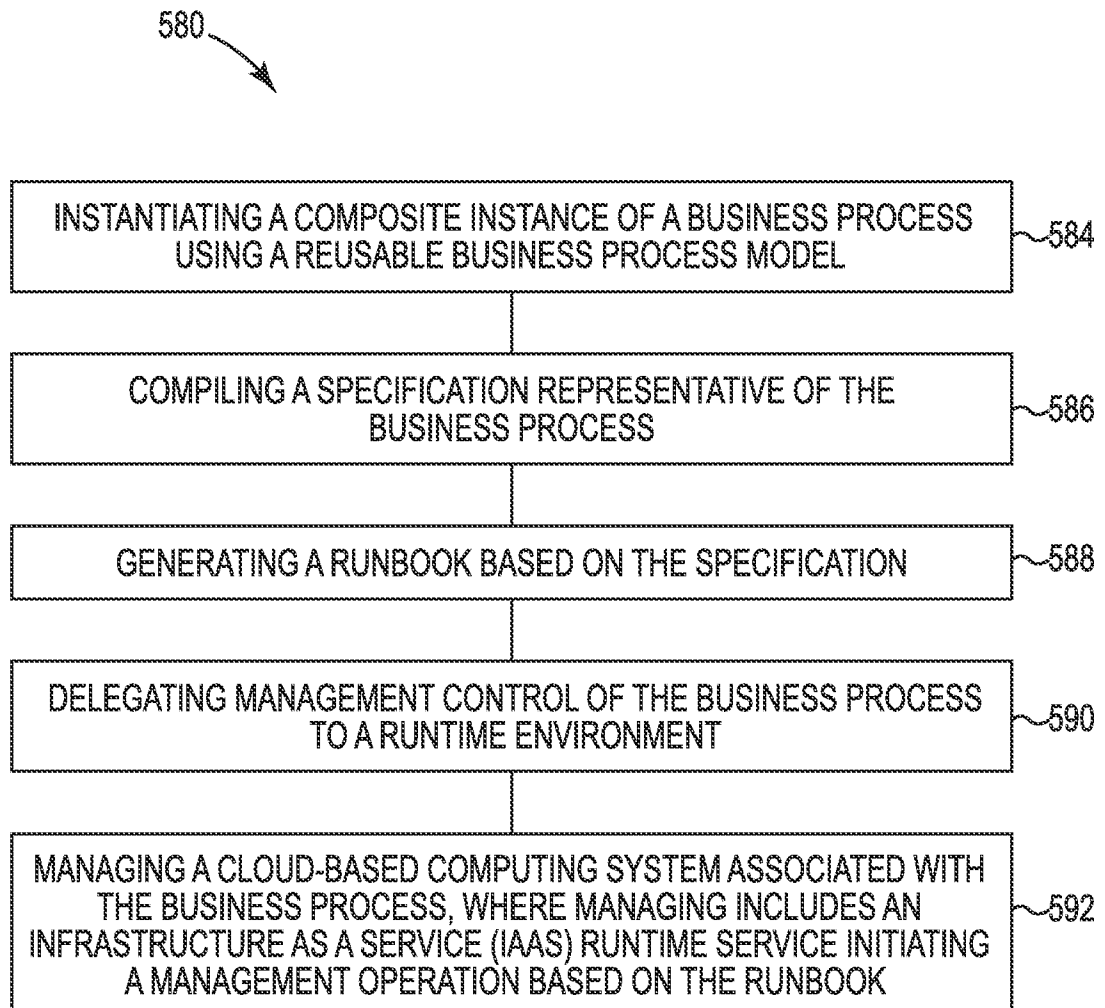 580
INSTANTIATING A COMPOSITE INSTANCE OF A BUSINESS PROCESS
USING A REUSABLE BUSINESS PROCESS MODEL
584
COMPILING A SPECIFICATION REPRESENTATIVE OF THE
BUSINESS PROCESS
586
GENERATING A RUNBOOK BASED ON THE SPECIFICATION
588
DELEGATING MANAGEMENT CONTROL OF THE BUSINESS PROCESS
TO A RUNTIME ENVIRONMENT
590
MANAGING A CLOUD-BASED COMPUTING SYSTEM ASSOCIATED WITH
THE BUSINESS PROCESS, WHERE MANAGING INCLUDES AN
INFRASTRUCTURE AS A SERVICE (IAAS) RUNTIME SERVICE INITIATING
A MANAGEMENT OPERATION BASED ON THE RUNBOOK
592